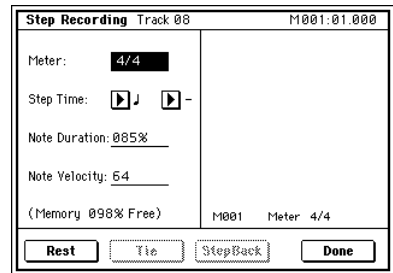 Step Recording Track 08 M001:01.000
Meter: 4/4
Step Time: ♩ -
Note Duration: 085%
Note Velocity: 64
(Memory 098% Free)
M001 Meter 4/4
Rest Tie StepBack Done